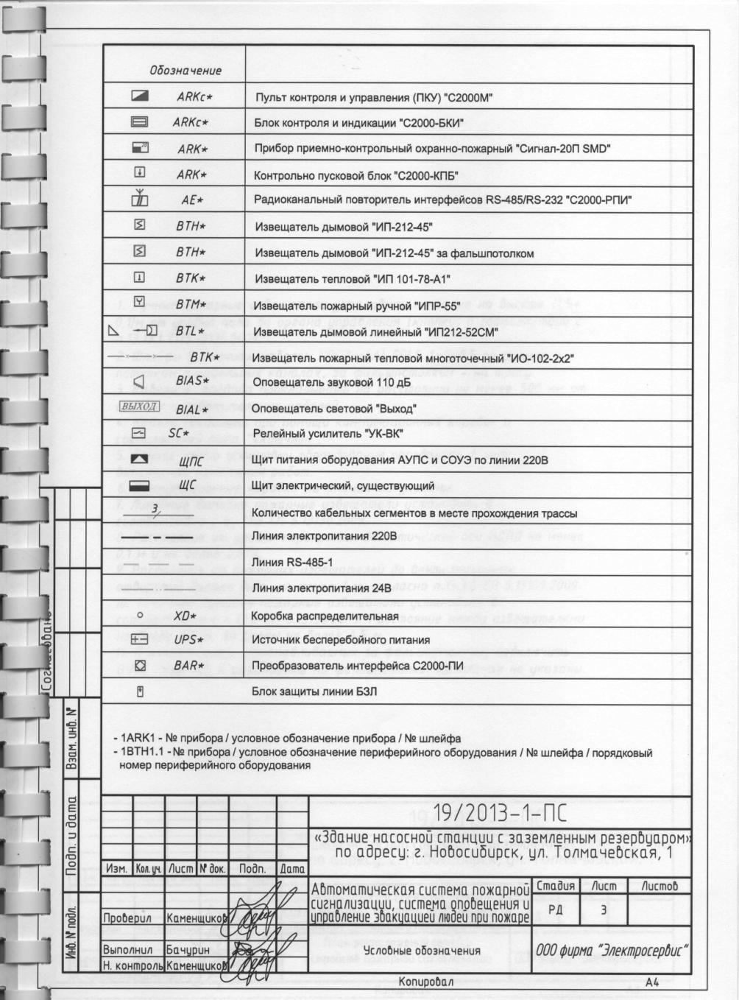 Обозначение
ARKc* Пульт контроля и управления (ПКУ) "С2000М"
ARKc* Блок контроля и индикации "С2000-БКИ"
20 ARK* Прибор приемно-контрольный охранно-пожарный "Сигнал-20П SMD"
ARK* Контрольно пусковой блок "С2000-КПБ"
AE* Радиоканальный повторитель интерфейсов RS-485/RS-232 "С2000-РПИ"
BTH* Извещатель дымовой "ИП-212-45"
BTH* Извещатель дымовой "ИП-212-45" за фальшпотолком
BTK* Извещатель тепловой "ИП 101-78-А1"
BTM* Извещатель пожарный ручной "ИПР-55"
BTL* Извещатель дымовой линейный "ИП212-52СМ"
BTK* Извещатель пожарный тепловой многоточечный "ИО-102-2х2"
BIAS* Оповещатель звуковой 110 дБ
ВЫХОД BIAL* Оповещатель световой "Выход"
SC* Релейный усилитель "УК-ВК"
ЩПС Щит питания оборудования АУПС и СОУЭ по линии 220В
ЩС Щит электрический, существующий
3 Количество кабельных сегментов в месте прохождения трассы
Линия электропитания 220В
Линия RS-485-1
Линия электропитания 24В
XD* Коробка распределительная
UPS* Источник бесперебойного питания
BAR* Преобразователь интерфейса С2000-ПИ
Блок защиты линии БЗЛ
- 1ARK1 - № прибора / условное обозначение прибора / № шлейфа
- 1BTH1.1 - № прибора / условное обозначение периферийного оборудования / № шлейфа / порядковый
номер периферийного оборудования
Согласовано
Взам. инв. N
Подп. и дата
Инв. N подл.
19/2013-1-ПС
«Здание насосной станции с заземленным резервуаром»
по адресу: г. Новосибирск, ул. Толмачевская, 1
Изм. Кол.уч. Лист N док. Подп. Дата
Автоматическая система пожарной
сигнализации, система оповещения и
управление эвакуацией людей при пожаре
Стадия Лист Листов
РД 3
Проверил Каменщиков
Выполнил Бачурин
Н. контроль Каменщиков
Условные обозначения
ООО фирма "Электросервис"
Копировал А4